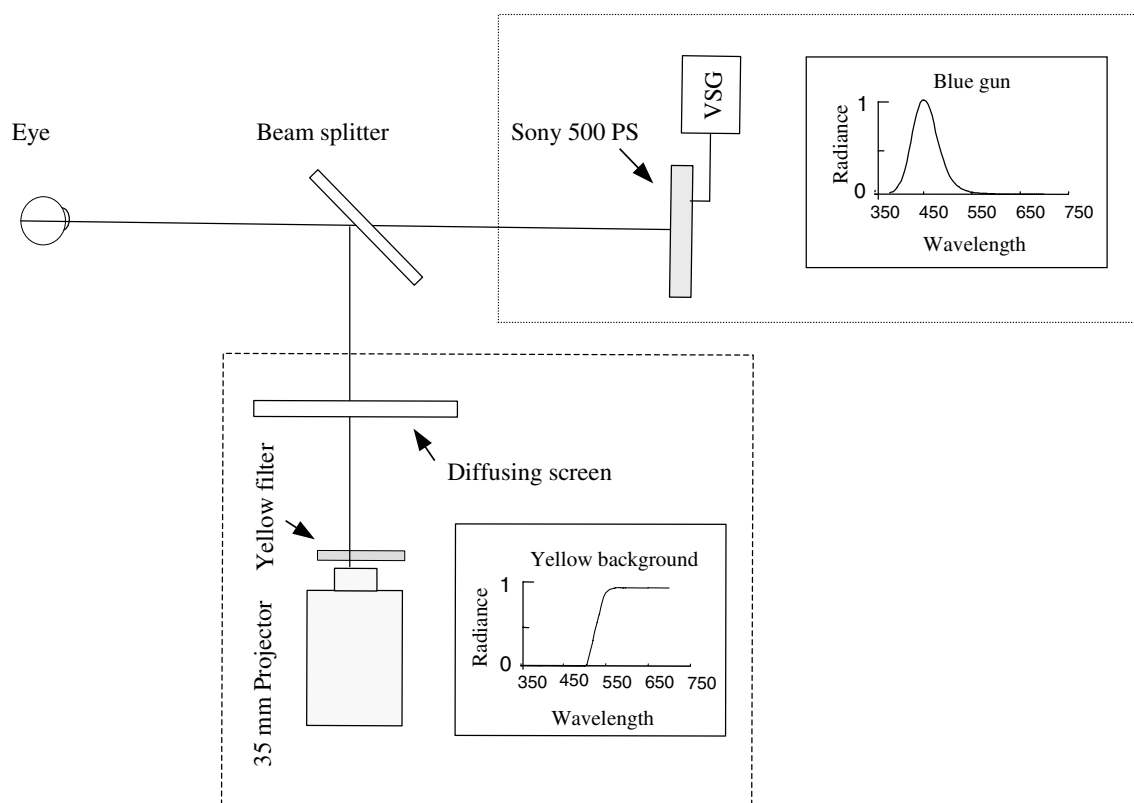 VSG
Blue gun
Eye
Beam splitter
Sony 500 PS
Radiance
1
0
350 450 550 650 750
Wavelength
Diffusing screen
Yellow filter
35 mm Projector
Yellow background
Radiance
1
0
350 450 550 650 750
Wavelength